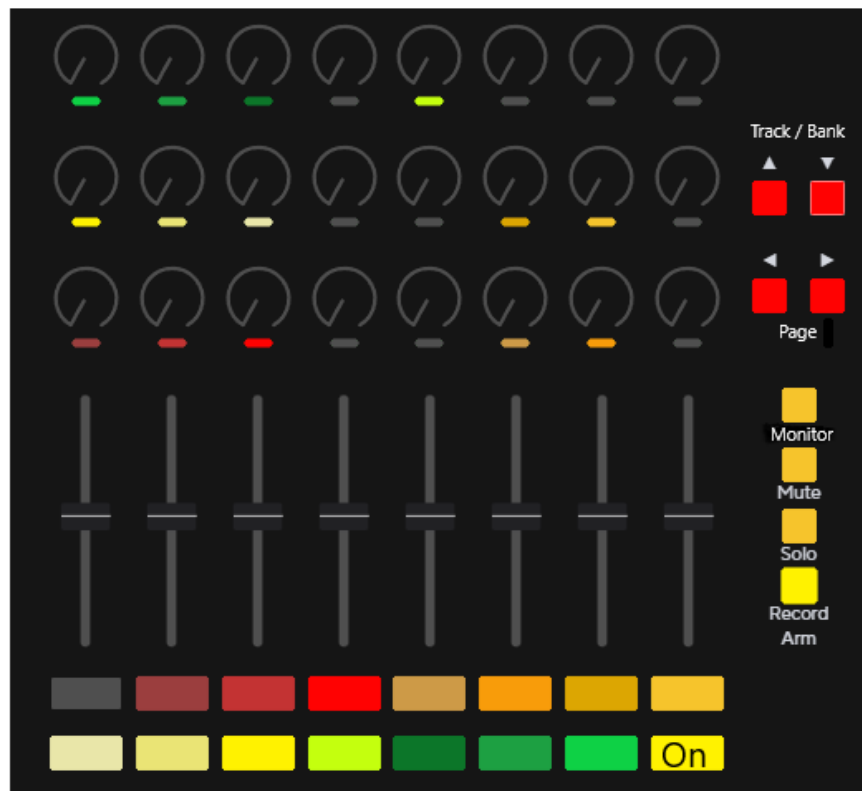 Track / Bank
Page
Monitor
Mute
Solo
Record
Arm
On